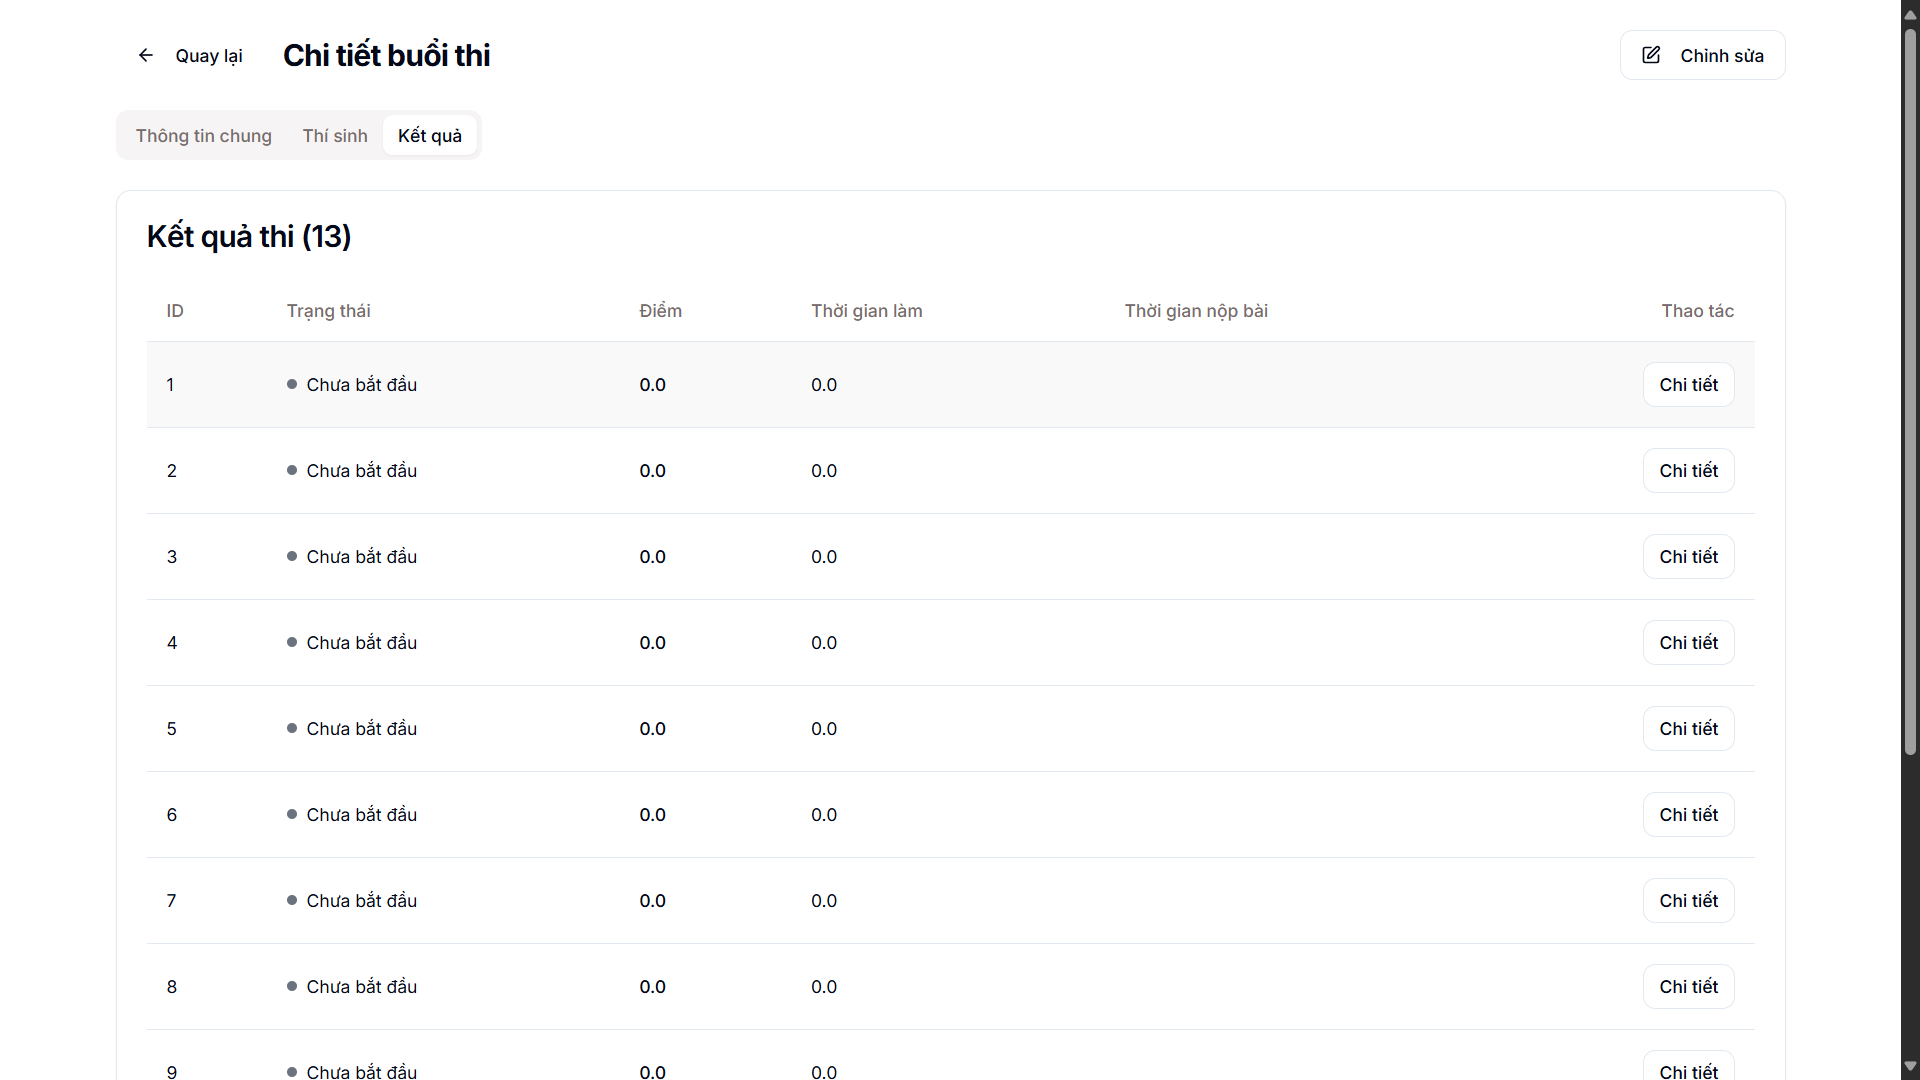 Quay lại Chi tiết buổi thi Chỉnh sửa
Thông tin chung Thí sinh Kết quả
Kết quả thi (13)
ID Trạng thái Điểm Thời gian làm Thời gian nộp bài Thao tác
1 Chưa bắt đầu 0.0 0.0 Chi tiết
2 Chưa bắt đầu 0.0 0.0 Chi tiết
3 Chưa bắt đầu 0.0 0.0 Chi tiết
4 Chưa bắt đầu 0.0 0.0 Chi tiết
5 Chưa bắt đầu 0.0 0.0 Chi tiết
6 Chưa bắt đầu 0.0 0.0 Chi tiết
7 Chưa bắt đầu 0.0 0.0 Chi tiết
8 Chưa bắt đầu 0.0 0.0 Chi tiết
9 Chưa bắt đầu 0.0 0.0 Chi tiết